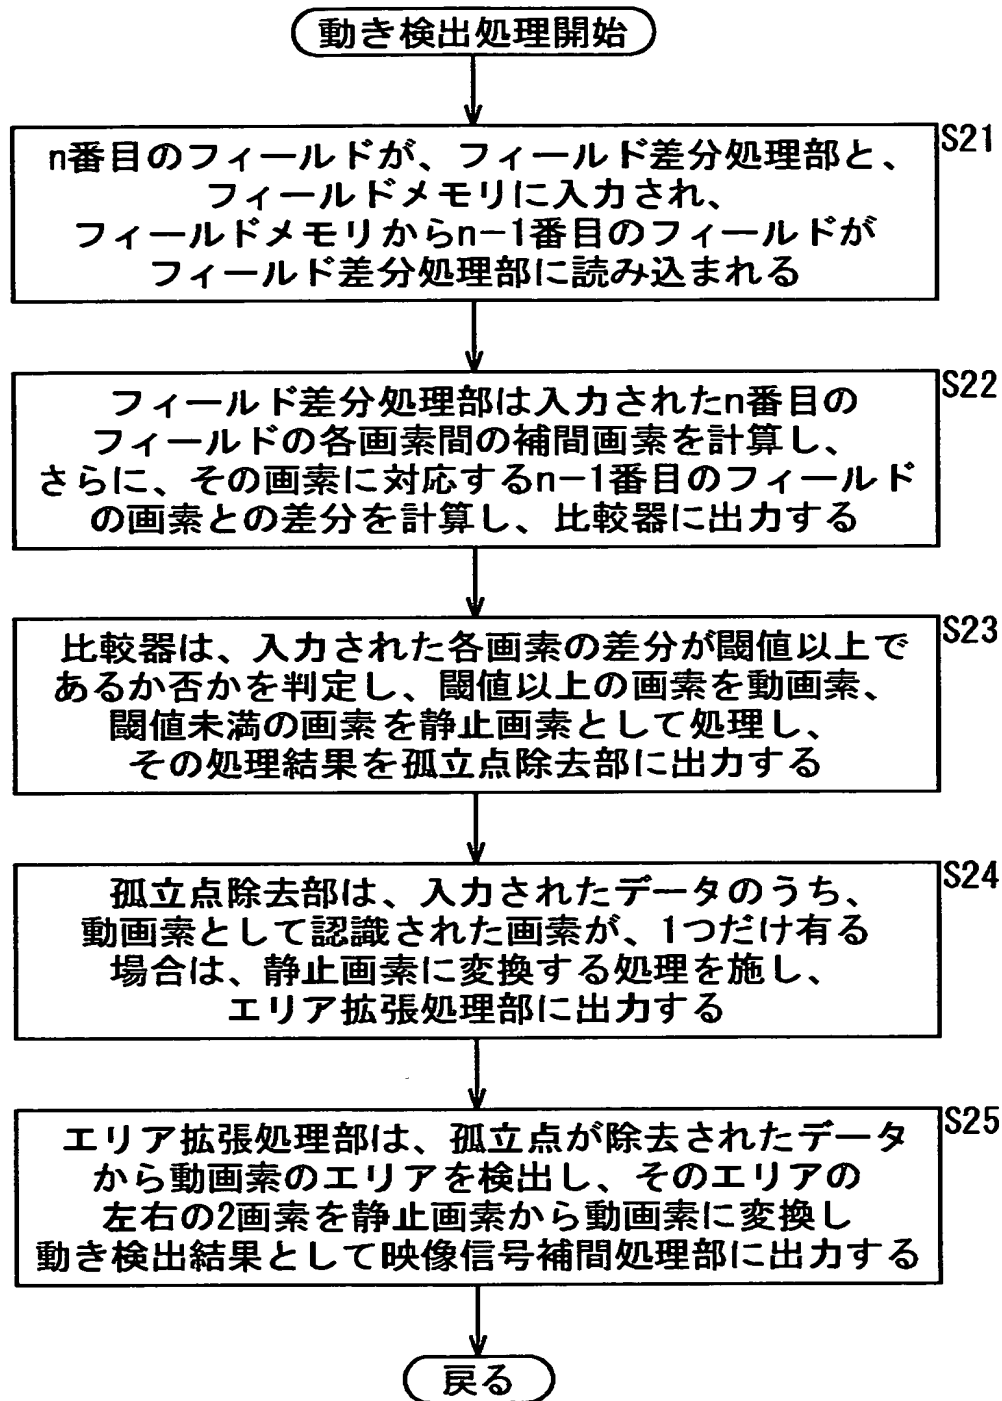 動き検出処理開始
S21
n番目のフィールドが、フィールド差分処理部と、
フィールドメモリに入力され、
フィールドメモリからn−1番目のフィールドが
フィールド差分処理部に読み込まれる
S22
フィールド差分処理部は入力されたn番目の
フィールドの各画素間の補間画素を計算し、
さらに、その画素に対応するn−1番目のフィールド
の画素との差分を計算し、比較器に出力する
S23
比較器は、入力された各画素の差分が閾値以上で
あるか否かを判定し、閾値以上の画素を動画素、
閾値未満の画素を静止画素として処理し、
その処理結果を孤立点除去部に出力する
S24
孤立点除去部は、入力されたデータのうち、
動画素として認識された画素が、1つだけ有る
場合は、静止画素に変換する処理を施し、
エリア拡張処理部に出力する
S25
エリア拡張処理部は、孤立点が除去されたデータ
から動画素のエリアを検出し、そのエリアの
左右の2画素を静止画素から動画素に変換し
動き検出結果として映像信号補間処理部に出力する
戻る